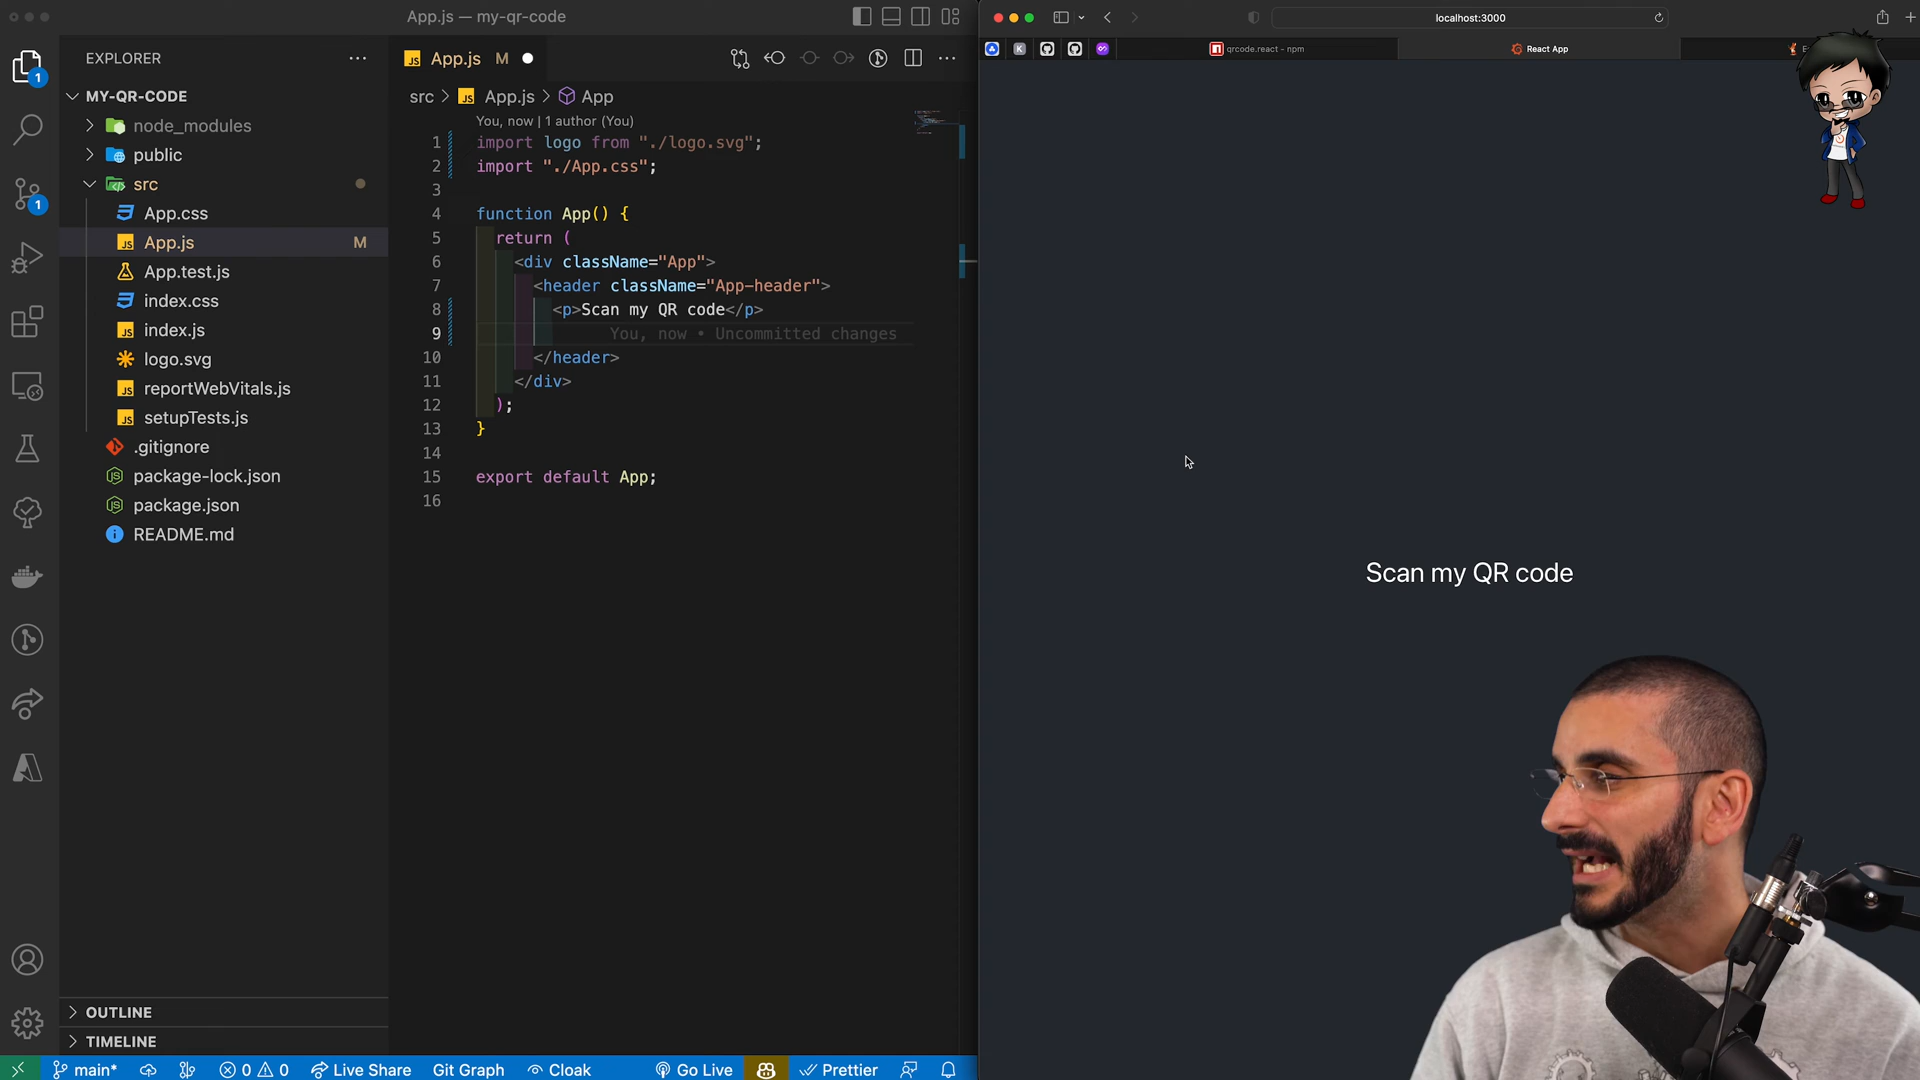 App.js — my-qr-code
EXPLORER
MY-QR-CODE
node_modules
public
src
App.css
App.js M
App.test.js
index.css
index.js
logo.svg
reportWebVitals.js
setupTests.js
.gitignore
package-lock.json
package.json
README.md
OUTLINE
TIMELINE
1
1
App.js M
src > App.js > App
You, now | 1 author (You)
1 import logo from "./logo.svg";
2 import "./App.css";
3
4 function App() {
5 return (
6 <div className="App">
7 <header className="App-header">
8 <p>Scan my QR code</p>
9 You, now • Uncommitted changes
10 </header>
11 </div>
12 );
13 }
14
15 export default App;
16
main* 0 0 Live Share Git Graph Cloak Go Live Prettier
localhost:3000
K qrcode.react - npm React App
Scan my QR code